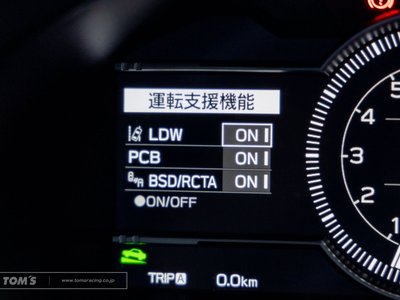 運転支援機能
LDW ON
PCB ON
BSD/RCTA ON
●ON/OFF
5
4
3
2
1
TRIP A 0.0km
TOM'S www.tomsracing.co.jp